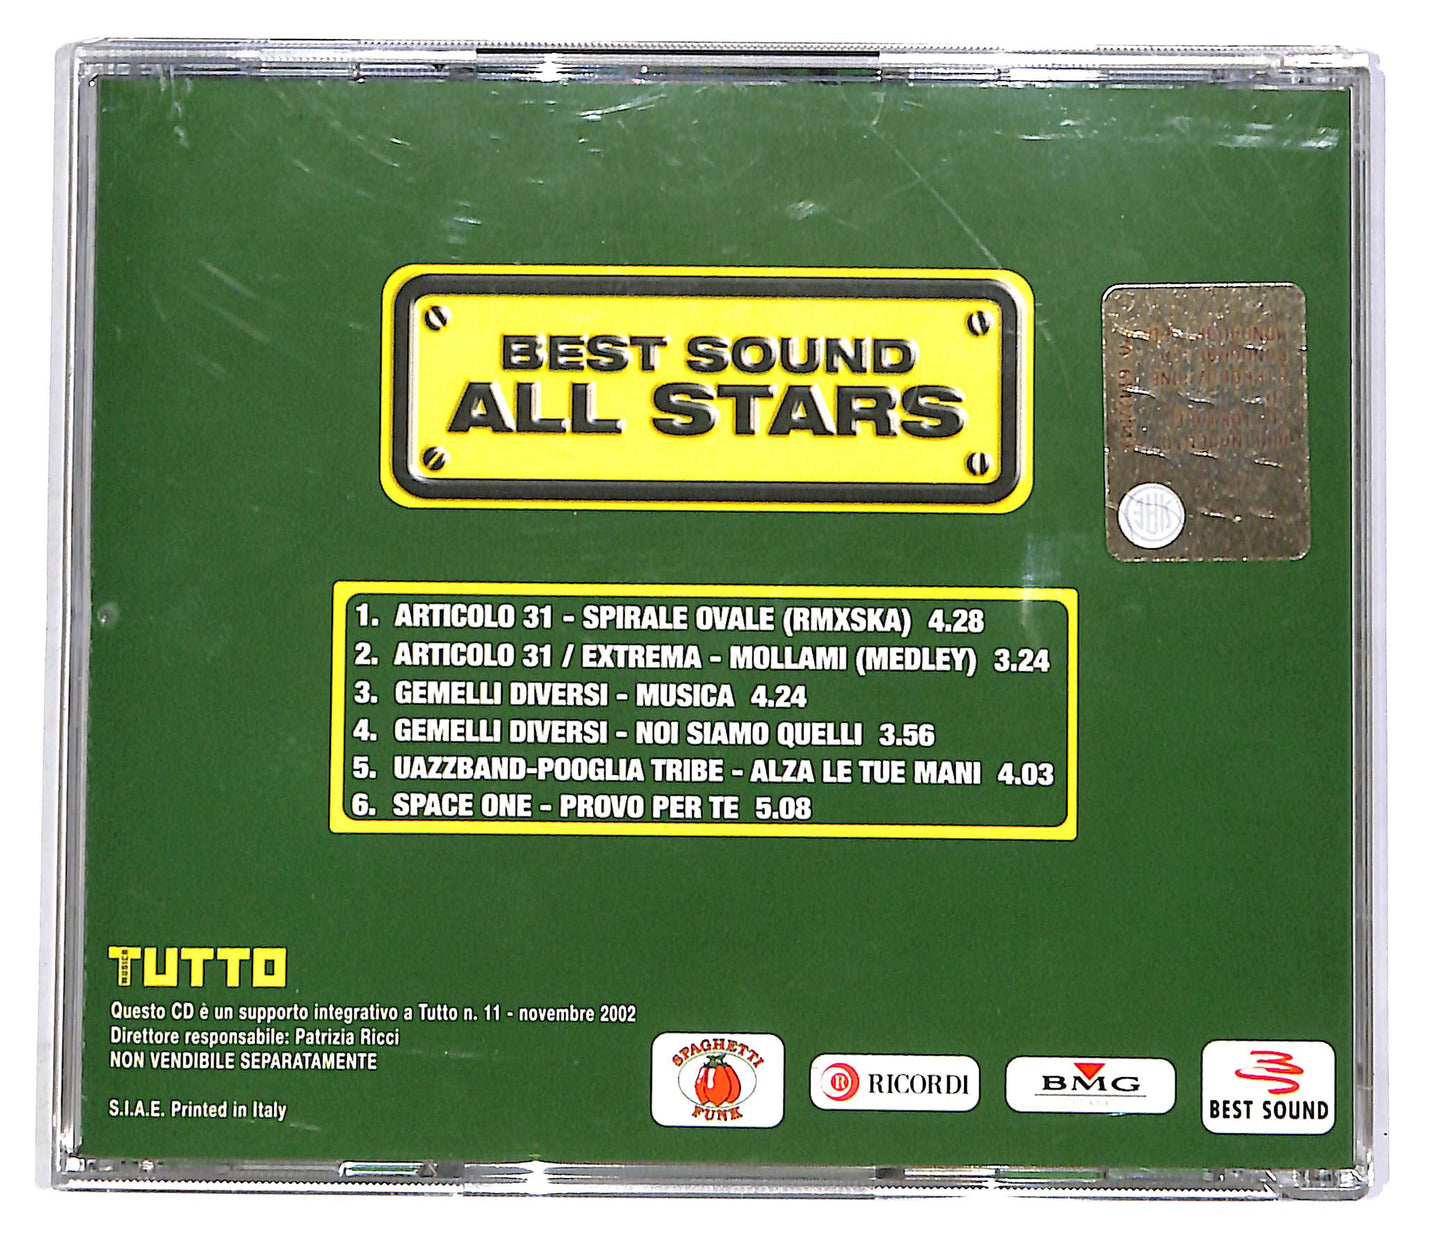 BEST SOUND
ALL STARS
1. ARTICOLO 31 - SPIRALE OVALE (RMXSKA) 4.28
2. ARTICOLO 31 / EXTREMA - MOLLAMI (MEDLEY) 3.24
3. GEMELLI DIVERSI - MUSICA 4.24
4. GEMELLI DIVERSI - NOI SIAMO QUELLI 3.56
5. UAZZBAND-POOGLIA TRIBE - ALZA LE TUE MANI 4.03
6. SPACE ONE - PROVO PER TE 5.08
MUSICA
TUTTO
Questo CD è un supporto integrativo a Tutto n. 11 - novembre 2002
Direttore responsabile: Patrizia Ricci
NON VENDIBILE SEPARATAMENTE
S.I.A.E. Printed in Italy
SPAGHETTI
FUNK
R RICORDI
BMG
ITALY
BEST SOUND